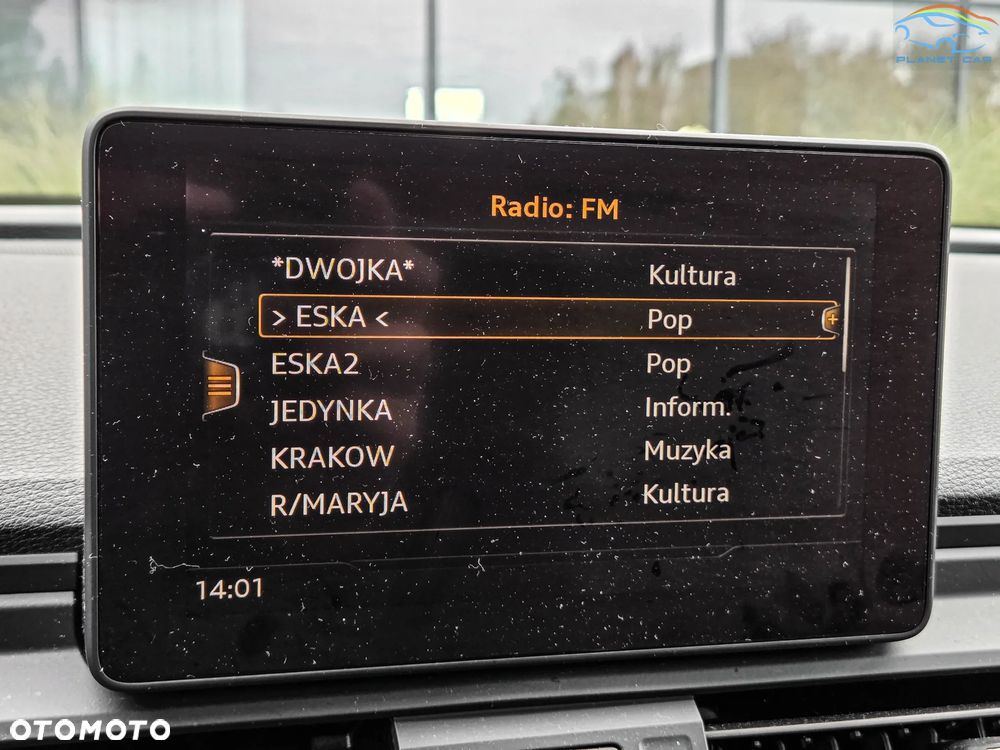 PLANET CAR
Radio: FM
*DWOJKA* Kultura
> ESKA < Pop
ESKA2 Pop
JEDYNKA Inform.
KRAKOW Muzyka
R/MARYJA Kultura
14:01
OTOMOTO